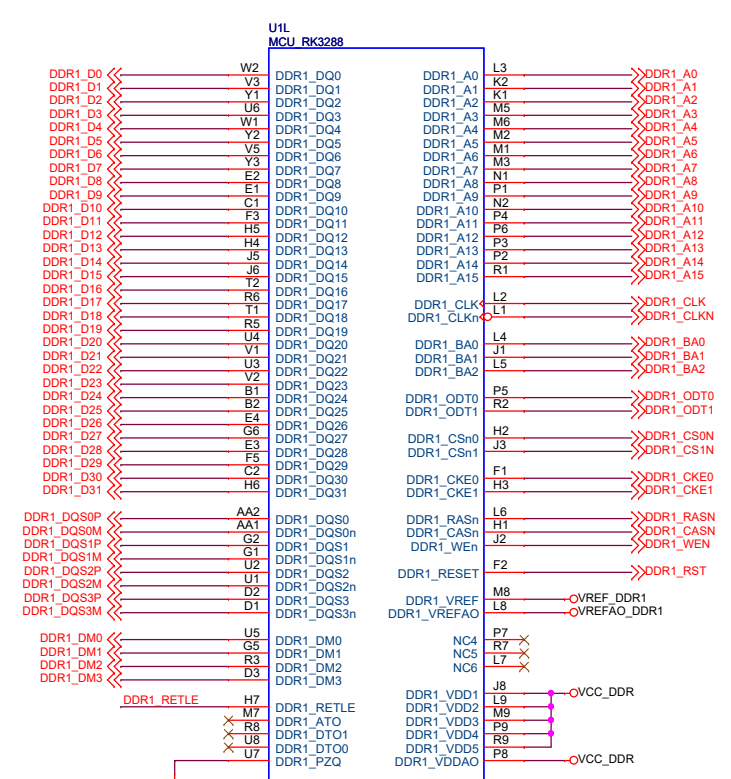 U1L
MCU_RK3288
DDR1_D0 W2 DDR1_DQ0 DDR1_A0 L3 DDR1_A0
DDR1_D1 V3 DDR1_DQ1 DDR1_A1 K2 DDR1_A1
DDR1_D2 Y1 DDR1_DQ2 DDR1_A2 K1 DDR1_A2
DDR1_D3 U6 DDR1_DQ3 DDR1_A3 M5 DDR1_A3
DDR1_D4 W1 DDR1_DQ4 DDR1_A4 M6 DDR1_A4
DDR1_D5 Y2 DDR1_DQ5 DDR1_A5 M2 DDR1_A5
DDR1_D6 V5 DDR1_DQ6 DDR1_A6 M1 DDR1_A6
DDR1_D7 Y3 DDR1_DQ7 DDR1_A7 M3 DDR1_A7
DDR1_D8 E2 DDR1_DQ8 DDR1_A8 N1 DDR1_A8
DDR1_D9 E1 DDR1_DQ9 DDR1_A9 P1 DDR1_A9
DDR1_D10 C1 DDR1_DQ10 DDR1_A10 N2 DDR1_A10
DDR1_D11 F3 DDR1_DQ11 DDR1_A11 P4 DDR1_A11
DDR1_D12 H5 DDR1_DQ12 DDR1_A12 P6 DDR1_A12
DDR1_D13 H4 DDR1_DQ13 DDR1_A13 P3 DDR1_A13
DDR1_D14 J5 DDR1_DQ14 DDR1_A14 P2 DDR1_A14
DDR1_D15 J6 DDR1_DQ15 DDR1_A15 R1 DDR1_A15
DDR1_D16 T2 DDR1_DQ16
DDR1_D17 R6 DDR1_DQ17 DDR1_CLK L2 DDR1_CLK
DDR1_D18 T1 DDR1_DQ18 DDR1_CLKn L1 DDR1_CLKN
DDR1_D19 R5 DDR1_DQ19
DDR1_D20 U4 DDR1_DQ20 DDR1_BA0 L4 DDR1_BA0
DDR1_D21 V1 DDR1_DQ21 DDR1_BA1 J1 DDR1_BA1
DDR1_D22 U3 DDR1_DQ22 DDR1_BA2 L5 DDR1_BA2
DDR1_D23 V2 DDR1_DQ23
DDR1_D24 B1 DDR1_DQ24 DDR1_ODT0 P5 DDR1_ODT0
DDR1_D25 B2 DDR1_DQ25 DDR1_ODT1 R2 DDR1_ODT1
DDR1_D26 E4 DDR1_DQ26
DDR1_D27 G6 DDR1_DQ27 DDR1_CSn0 H2 DDR1_CS0N
DDR1_D28 E3 DDR1_DQ28 DDR1_CSn1 J3 DDR1_CS1N
DDR1_D29 F5 DDR1_DQ29
DDR1_D30 C2 DDR1_DQ30 DDR1_CKE0 F1 DDR1_CKE0
DDR1_D31 H6 DDR1_DQ31 DDR1_CKE1 H3 DDR1_CKE1
DDR1_DQS0P AA2 DDR1_DQS0 DDR1_RASn L6 DDR1_RASN
DDR1_DQS0M AA1 DDR1_DQS0n DDR1_CASn H1 DDR1_CASN
DDR1_DQS1P G2 DDR1_DQS1 DDR1_WEn J2 DDR1_WEN
DDR1_DQS1M G1 DDR1_DQS1n
DDR1_DQS2P U2 DDR1_DQS2 DDR1_RESET F2 DDR1_RST
DDR1_DQS2M U1 DDR1_DQS2n
DDR1_DQS3P D2 DDR1_DQS3 DDR1_VREF M8 VREF_DDR1
DDR1_DQS3M D1 DDR1_DQS3n DDR1_VREFAO L8 VREFAO_DDR1
DDR1_DM0 U5 DDR1_DM0 NC4 P7
DDR1_DM1 G5 DDR1_DM1 NC5 R7
DDR1_DM2 R3 DDR1_DM2 NC6 L7
DDR1_DM3 D3 DDR1_DM3
DDR1_VDD1 J8 VCC_DDR
DDR1_RETLE H7 DDR1_RETLE DDR1_VDD2 L9
M7 DDR1_ATO DDR1_VDD3 M9
R8 DDR1_DTO1 DDR1_VDD4 P9
U8 DDR1_DTO0 DDR1_VDD5 R9
U7 DDR1_PZQ DDR1_VDDAO P8 VCC_DDR